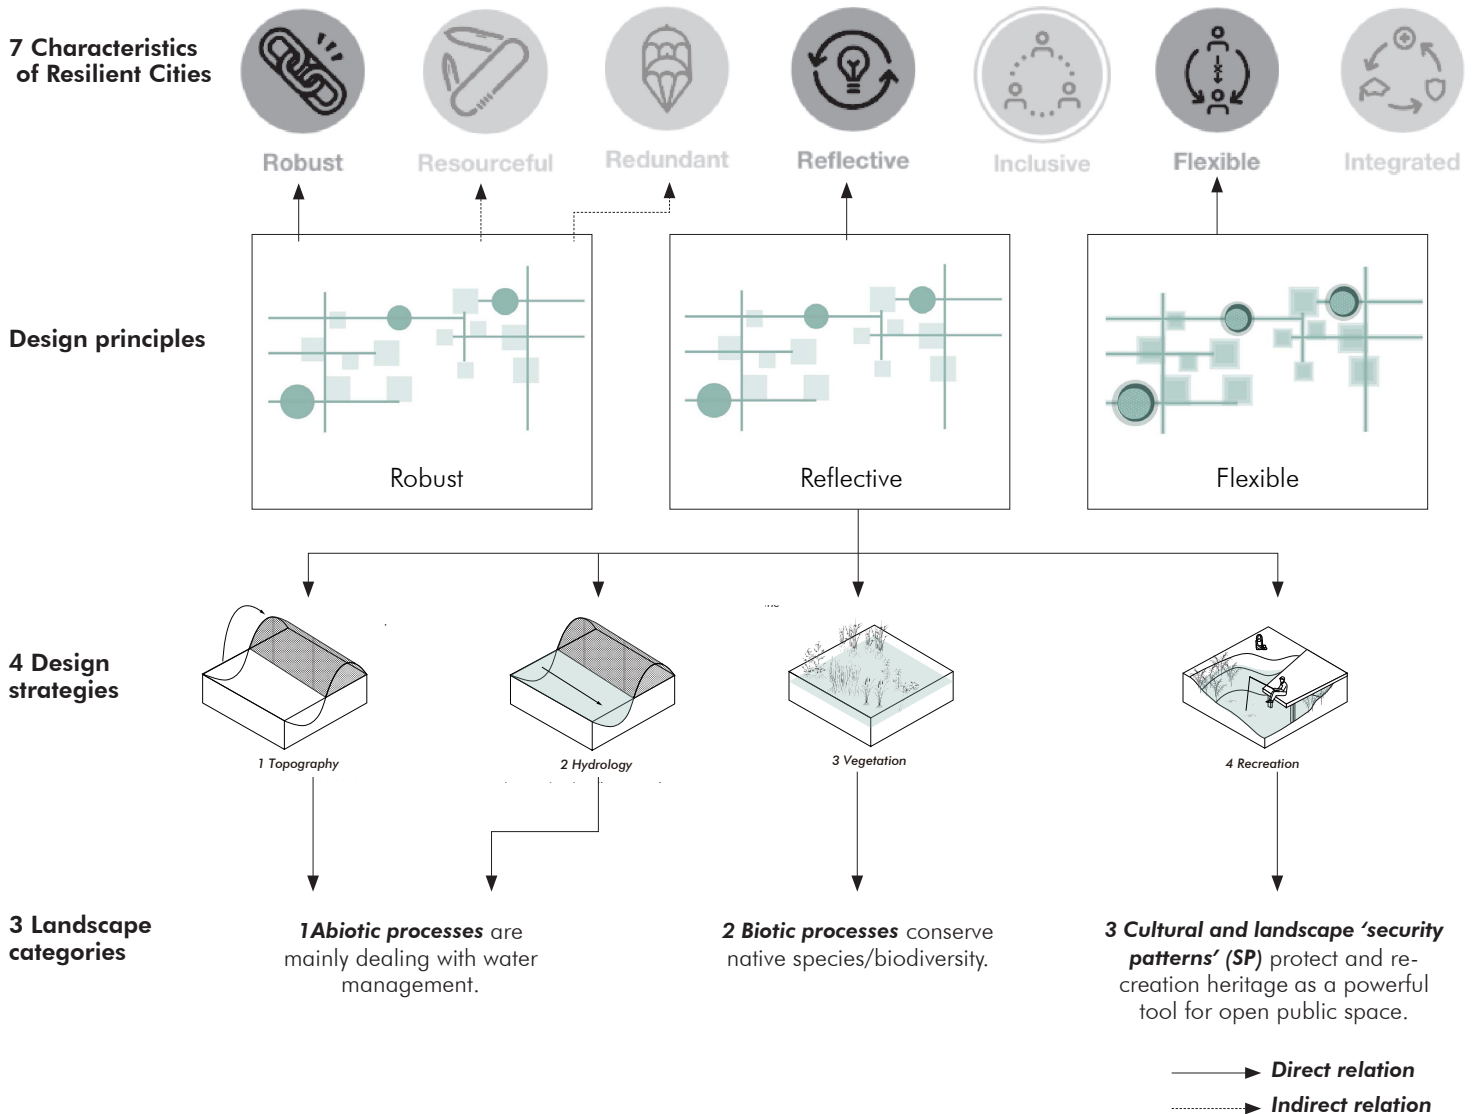 7 Characteristics
of Resilient Cities
Robust
Resourceful
Redundant
Reflective
Inclusive
Flexible
Integrated
Design principles
Robust
Reflective
Flexible
4 Design
strategies
1 Topography
2 Hydrology
3 Vegetation
4 Recreation
3 Landscape
categories
1Abiotic processes are
mainly dealing with water
management.
2 Biotic processes conserve
native species/biodiversity.
3 Cultural and landscape ‘security
patterns’ (SP) protect and re-
creation heritage as a powerful
tool for open public space.
Direct relation
Indirect relation